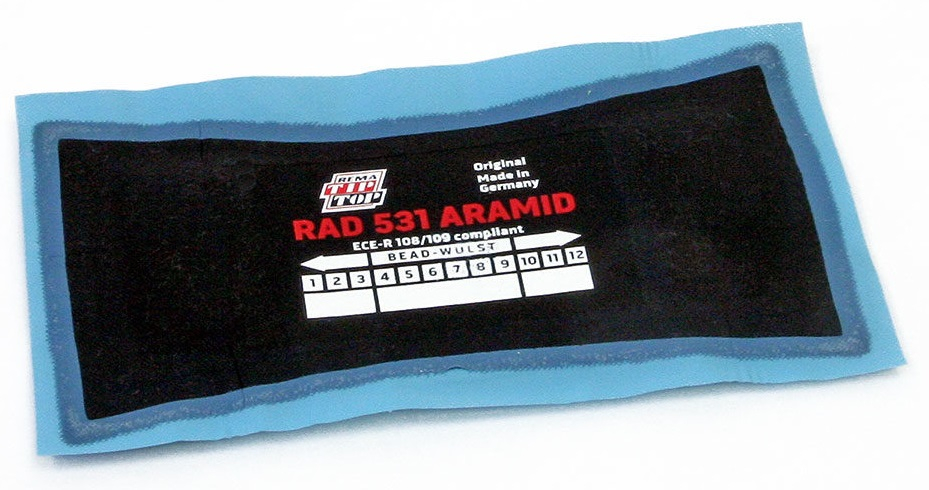 REMA
TIP
TOP
Original
Made in
Germany
RAD 531 ARAMID
ECE-R 108/109 compliant
BEAD-WULST
1 2 3 4 5 6 7 8 9 10 11 12